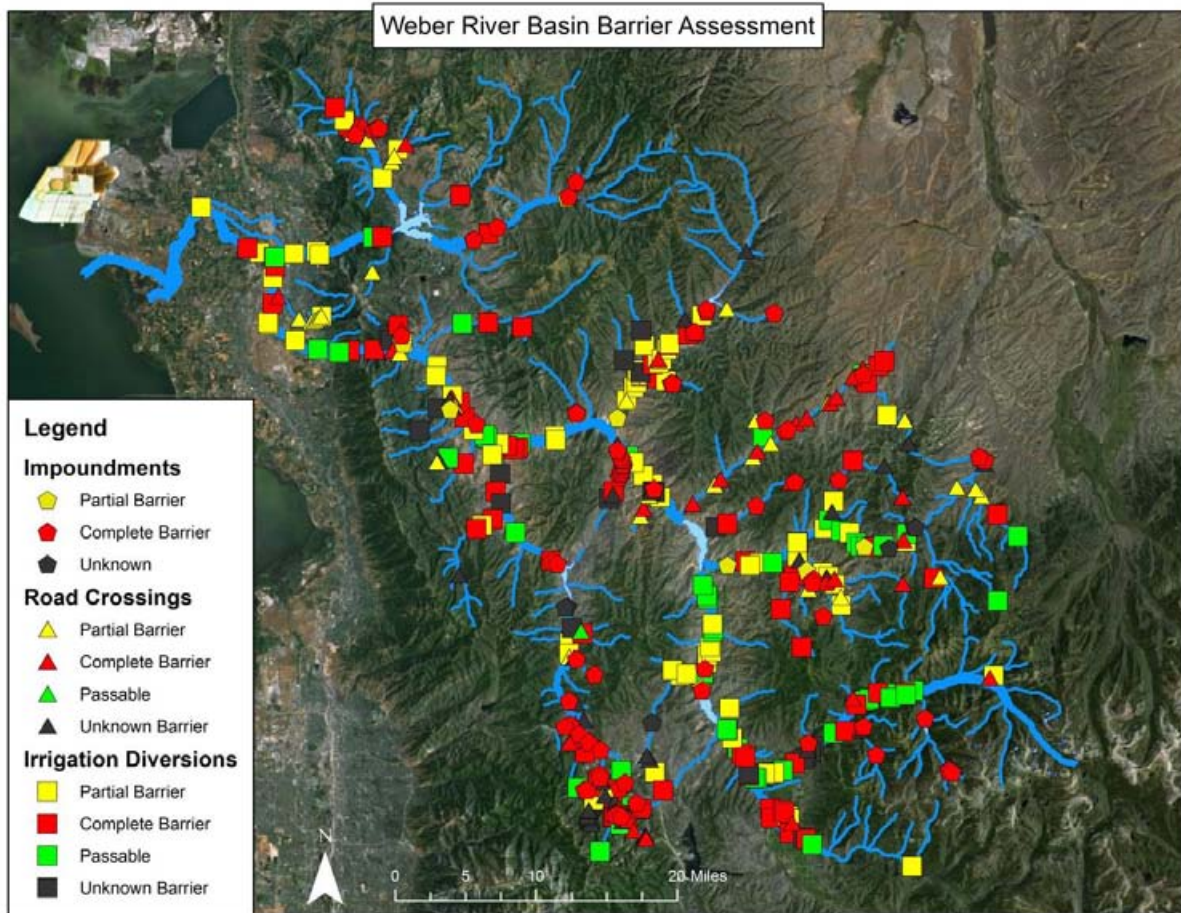 Weber River Basin Barrier Assessment
Legend
Impoundments
Partial Barrier
Complete Barrier
Unknown
Road Crossings
Partial Barrier
Complete Barrier
Passable
Unknown Barrier
Irrigation Diversions
Partial Barrier
Complete Barrier
Passable
Unknown Barrier
N
0 5 10 20 Miles